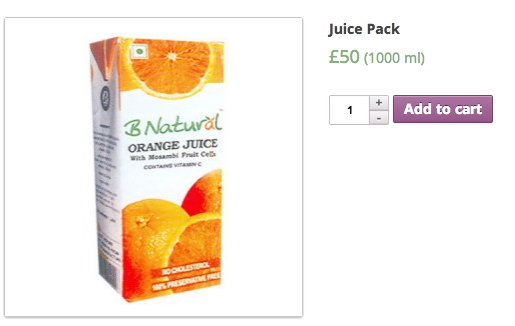 Juice Pack
£50 (1000 ml)
1
+
-
Add to cart
B Natural
ORANGE JUICE
With Mosambi Fruit Cells
CONTAINS VITAMIN C
NO CHOLESTEROL
&
100% PRESERVATIVE FREE